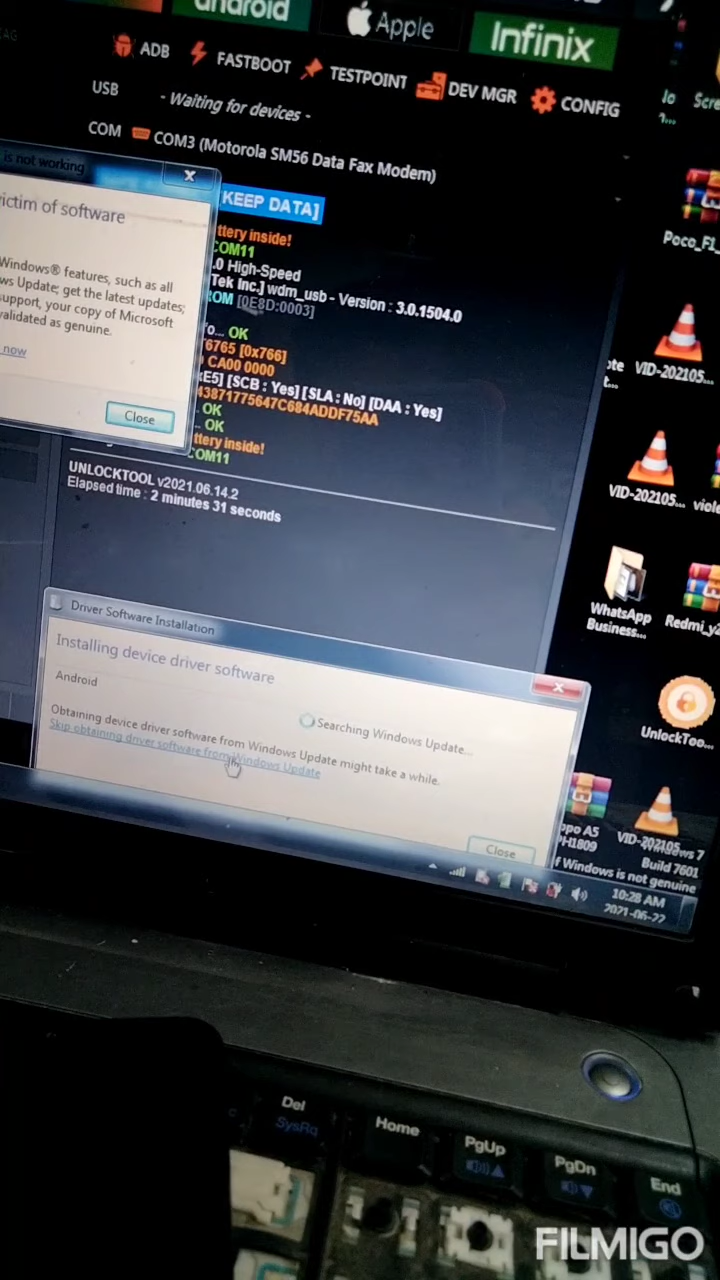 android
Apple
Infinix
ADB
FASTBOOT
TESTPOINT
DEV MGR
CONFIG
USB
- Waiting for devices -
COM
COM3 (Motorola SM56 Data Fax Modem)
is not working
KEEP DATA]
ttery inside!
COM11
.0 High-Speed
Tek Inc.] wdm_usb - Version : 3.0.1504.0
ROM [0E8D:0003]
o... OK
6765 [0x766]
CA00 0000
E5] [SCB : Yes] [SLA : No] [DAA : Yes]
43871775647C684ADDF75AA
OK
.. OK
ttery inside!
COM11
UNLOCKTOOL v2021.06.14.2
Elapsed time : 2 minutes 31 seconds
ictim of software
Windows® features, such as all
ws Update; get the latest updates;
support, your copy of Microsoft
validated as genuine.
now
Close
Driver Software Installation
Installing device driver software
Android
Searching Windows Update...
Obtaining device driver software from Windows Update might take a while.
Skip obtaining driver software from Windows Update
Close
Scre
Poco_F1_
VID-202105...
VID-202105...
viole
WhatsApp
Business...
Redmi_y2
UnlockToo...
ppo A5
PH1809
VID-202105...
Windows 7
Build 7601
f Windows is not genuine
10:28 AM
2021-06-22
Del
SysRq
Home
PgUp
PgDn
End
FILMIGO